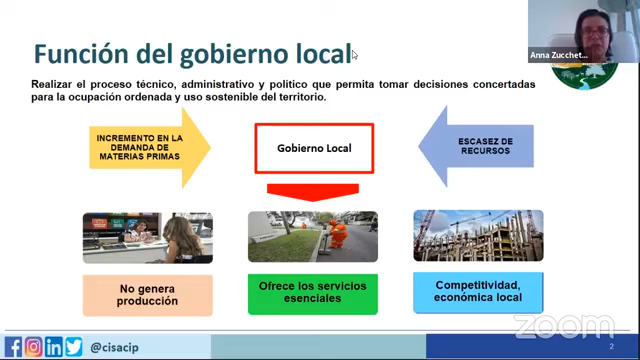 Función del gobierno local
Anna Zucchet...
Realizar el proceso técnico, administrativo y politico que permita tomar decisiones concertadas
para la ocupación ordenada y uso sostenible del territorio.
INCREMENTO EN LA
DEMANDA DE
MATERIAS PRIMAS
Gobierno Local
ESCASEZ DE
RECURSOS
No genera
producción
Ofrece los servicios
esenciales
Competitividad,
económica local
zoom
@cisacip
2